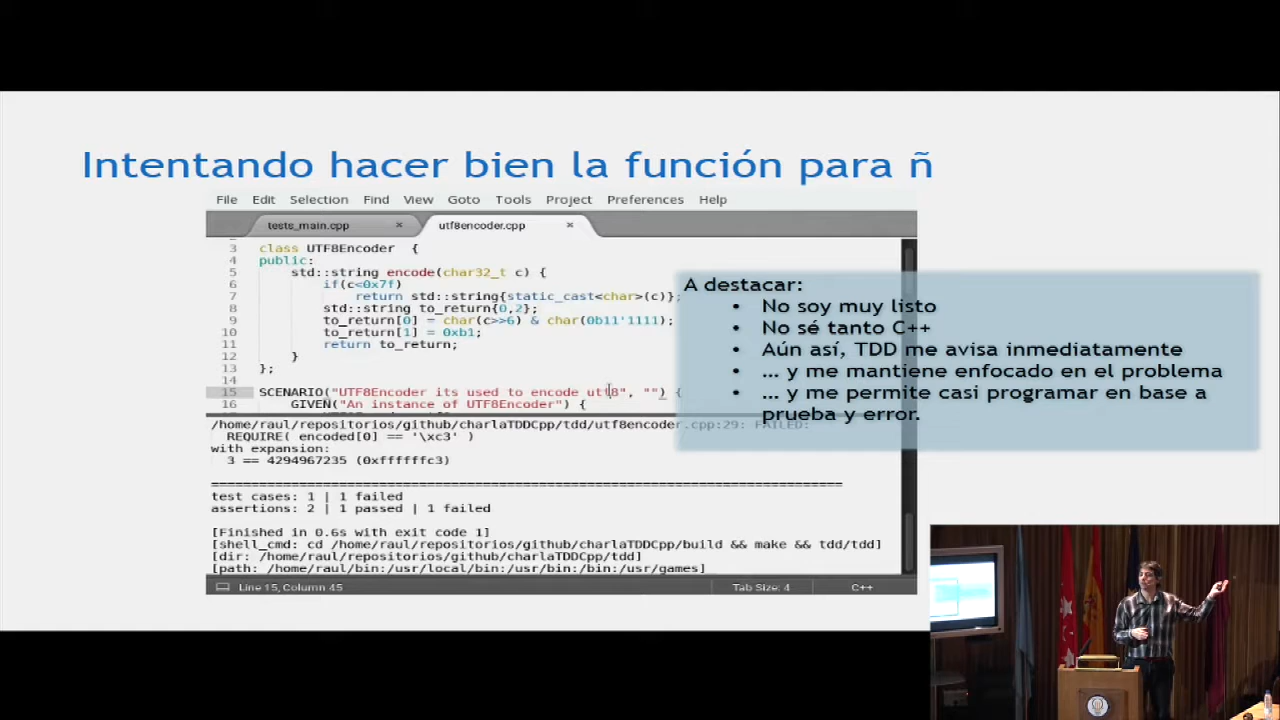 Intentando hacer bien la función para ñ
File Edit Selection Find View Goto Tools Project Preferences Help
tests_main.cpp × utf8encoder.cpp ×
3 class UTF8Encoder {
4 public:
5 std::string encode(char32_t c) {
6 if(c<0x7f)
7 return std::string{static_cast<char>(c)};
8 std::string to_return{0,2};
9 to_return[0] = char(c>>6) & char(0b11'1111);
10 to_return[1] = 0xb1;
11 return to_return;
12 }
13 };
14
15 SCENARIO("UTF8Encoder its used to encode utf8", "") {
16 GIVEN("An instance of UTF8Encoder") {
/home/raul/repositorios/github/charlaTDDCpp/tdd/utf8encoder.cpp:29: FAILED:
REQUIRE( encoded[0] == '\xc3' )
with expansion:
3 == 4294967235 (0xffffffc3)
===============================================================================
test cases: 1 | 1 failed
assertions: 2 | 1 passed | 1 failed
[Finished in 0.6s with exit code 1]
[shell_cmd: cd /home/raul/repositorios/github/charlaTDDCpp/build && make && tdd/tdd]
[dir: /home/raul/repositorios/github/charlaTDDCpp/tdd]
[path: /home/raul/bin:/usr/local/bin:/usr/bin:/bin:/usr/games]
Line 15, Column 45 Tab Size: 4 C++
A destacar:
• No soy muy listo
• No sé tanto C++
• Aún así, TDD me avisa inmediatamente
• ... y me mantiene enfocado en el problema
• ... y me permite casi programar en base a
prueba y error.